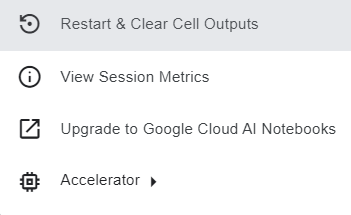 Restart & Clear Cell Outputs
View Session Metrics
Upgrade to Google Cloud AI Notebooks
Accelerator